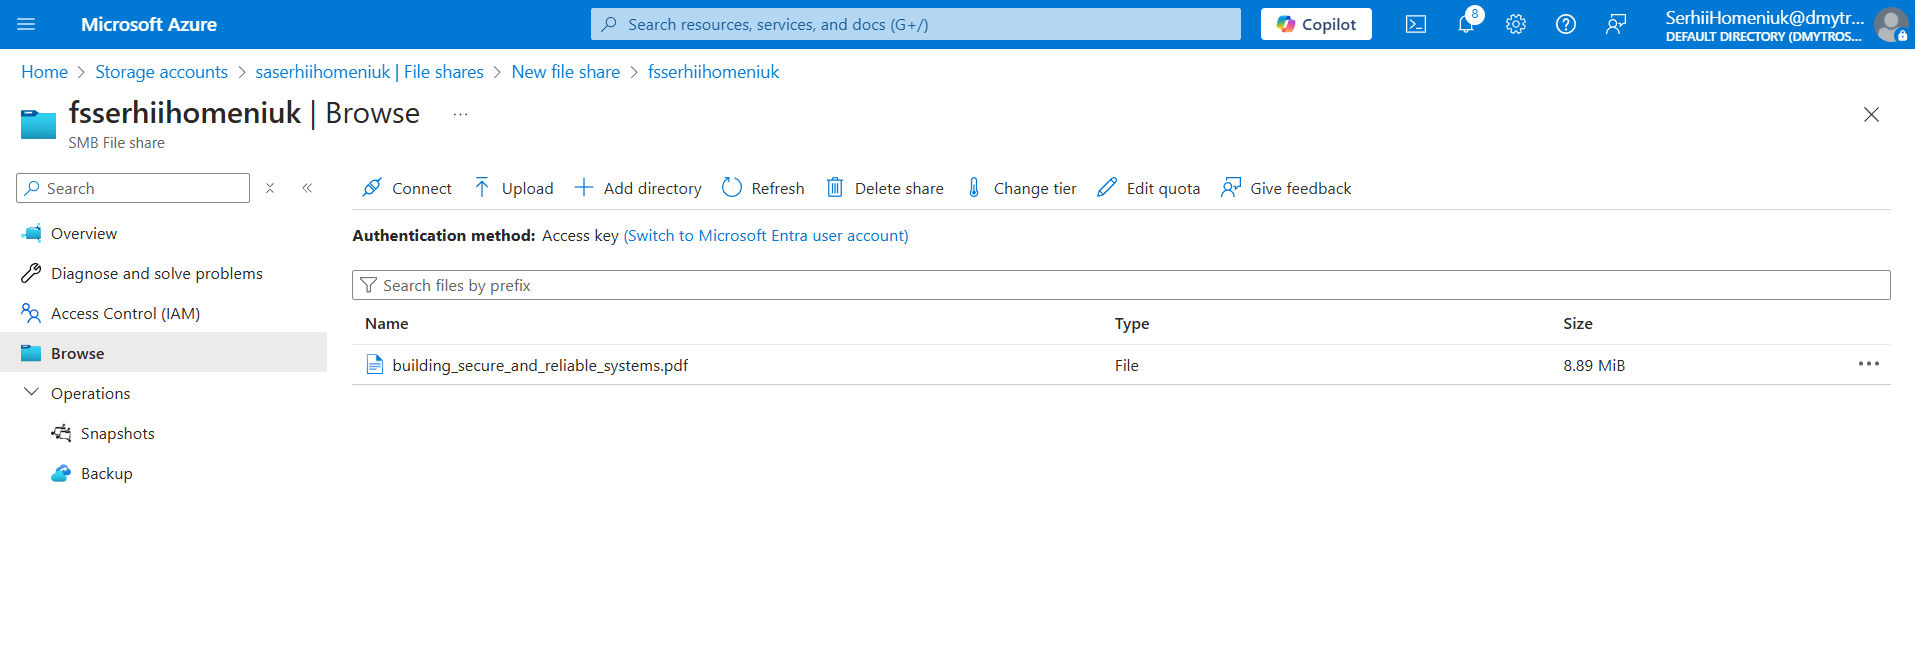 Microsoft Azure
Search resources, services, and docs (G+/)
Copilot
8
SerhiiHomeniuk@dmytr...
DEFAULT DIRECTORY (DMYTROS...
Home > Storage accounts > saserhiihomeniuk | File shares > New file share > fsserhiihomeniuk
fsserhiihomeniuk | Browse ...
SMB File share
Search
Overview
Diagnose and solve problems
Access Control (IAM)
Browse
Operations
Snapshots
Backup
Connect Upload Add directory Refresh Delete share Change tier Edit quota Give feedback
Authentication method: Access key (Switch to Microsoft Entra user account)
Search files by prefix
Name Type Size
building_secure_and_reliable_systems.pdf File 8.89 MiB